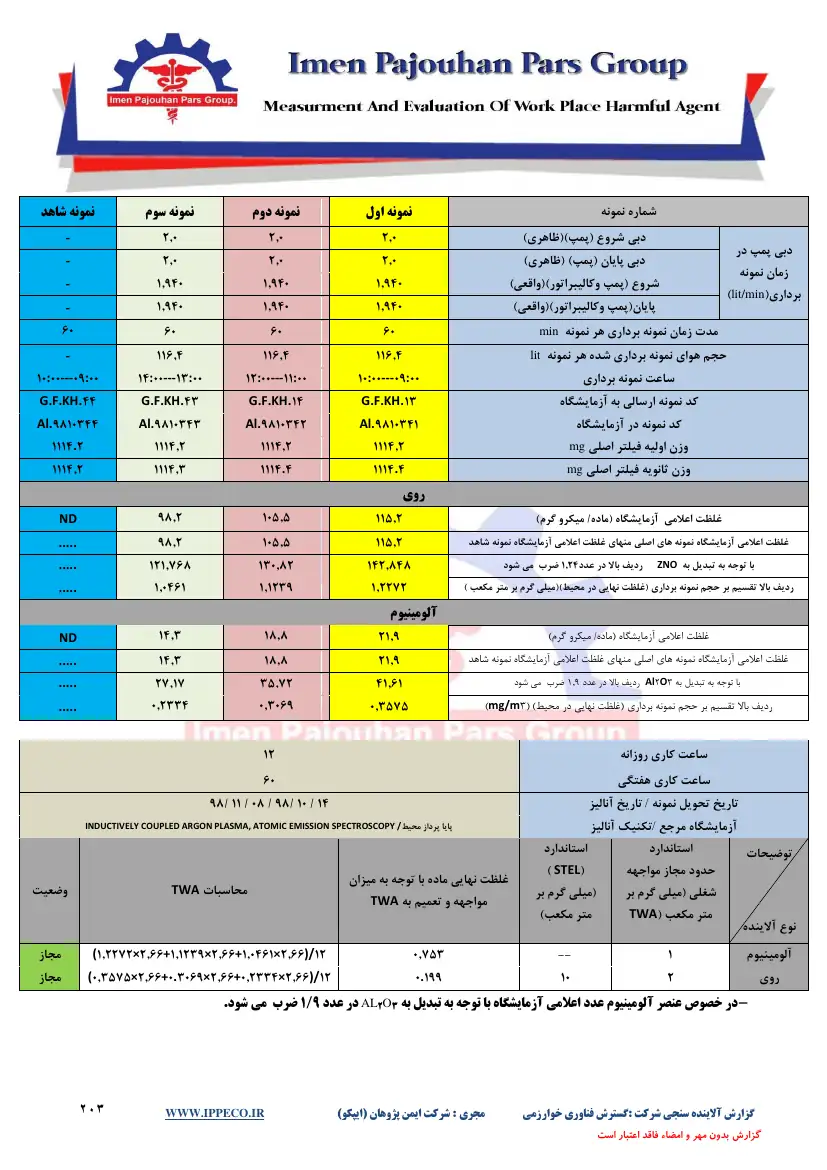 Imen Pajouhan Pars Group
Imen Pajouhan Pars Group.
Measurment And Evaluation Of Work Place Harmful Agent
شماره نمونه نمونه اول نمونه دوم نمونه سوم نمونه شاهد
دبی پمپ در زمان نمونه برداری(lit/min)
دبی شروع (پمپ)(ظاهری) ۲,۰ ۲,۰ ۲,۰ -
دبی پایان (پمپ) (ظاهری) ۲,۰ ۲,۰ ۲,۰ -
شروع (پمپ وکالیبراتور)(واقعی) ۱,۹۴۰ ۱,۹۴۰ ۱,۹۴۰ -
پایان(پمپ وکالیبراتور)(واقعی) ۱,۹۴۰ ۱,۹۴۰ ۱,۹۴۰ -
مدت زمان نمونه برداری هر نمونه min ۶۰ ۶۰ ۶۰ ۶۰
حجم هوای نمونه برداری شده هر نمونه lit ۱۱۶,۴ ۱۱۶,۴ ۱۱۶,۴ -
ساعت نمونه برداری ۰۹:۰۰---۱۰:۰۰ ۱۱:۰۰---۱۲:۰۰ ۱۳:۰۰---۱۴:۰۰ ۰۹:۰۰---۱۰:۰۰
کد نمونه ارسالی به آزمایشگاه G.F.KH.۱۳ G.F.KH.۱۴ G.F.KH.۴۳ G.F.KH.۴۴
کد نمونه در آزمایشگاه Al.۹۸۱۰۳۴۱ Al.۹۸۱۰۳۴۲ Al.۹۸۱۰۳۴۳ Al.۹۸۱۰۳۴۴
وزن اولیه فیلتر اصلی mg ۱۱۱۴.۲ ۱۱۱۴.۲ ۱۱۱۴.۲ ۱۱۱۴.۲
وزن ثانویه فیلتر اصلی mg ۱۱۱۴.۴ ۱۱۱۴.۴ ۱۱۱۴.۳ ۱۱۱۴.۲
روی
غلظت اعلامی آزمایشگاه (ماده/ میکرو گرم) ۱۱۵,۲ ۱۰۵,۵ ۹۸,۲ ND
غلظت اعلامی آزمایشگاه نمونه های اصلی منهای غلظت اعلامی آزمایشگاه نمونه شاهد ۱۱۵,۲ ۱۰۵,۵ ۹۸,۲ .....
با توجه به تبدیل به ZNO ردیف بالا در عدد۱,۲۴ ضرب می شود ۱۴۲,۸۴۸ ۱۳۰,۸۲ ۱۲۱,۷۶۸ .....
ردیف بالا تقسیم بر حجم نمونه برداری (غلظت نهایی در محیط)(میلی گرم بر متر مکعب ) ۱,۲۲۷۲ ۱,۱۲۳۹ ۱,۰۴۶۱ .....
آلومینیوم
غلظت اعلامی آزمایشگاه (ماده/ میکرو گرم) ۲۱,۹ ۱۸,۸ ۱۴,۳ ND
غلظت اعلامی آزمایشگاه نمونه های اصلی منهای غلظت اعلامی آزمایشگاه نمونه شاهد ۲۱,۹ ۱۸,۸ ۱۴,۳ .....
با توجه به تبدیل به Al۲O۳ ردیف بالا در عدد ۱,۹ ضرب می شود ۴۱,۶۱ ۳۵,۷۲ ۲۷,۱۷ .....
ردیف بالا تقسیم بر حجم نمونه برداری (غلظت نهایی در محیط) (mg/m۳) ۰,۳۵۷۵ ۰,۳۰۶۹ ۰,۲۳۳۴ .....
Imen Pajouhan Pars Group
ساعت کاری روزانه ۱۲
ساعت کاری هفتگی ۶۰
تاریخ تحویل نمونه / تاریخ آنالیز ۱۴ / ۱۰ /۹۸ / ۰۸ / ۱۱ /۹۸
آزمایشگاه مرجع /تکنیک آنالیز پایا پرداز محیط/ INDUCTIVELY COUPLED ARGON PLASMA, ATOMIC EMISSION SPECTROSCOPY
توضیحات
نوع آلاینده
استاندارد حدود مجاز مواجهه شغلی (میلی گرم بر متر مکعب (TWA
استاندارد (STEL ) (میلی گرم بر متر مکعب)
غلظت نهایی ماده با توجه به میزان مواجهه و تعمیم به TWA
محاسبات TWA
وضعیت
آلومینیوم ۱ -- ۰,۷۵۳ (۱,۲۲۷۲×۲,۶۶+۱,۱۲۳۹×۲,۶۶+۱,۰۴۶۱×۲,۶۶)/۱۲ مجاز
روی ۲ ۱۰ ۰.۱۹۹ (۰,۳۵۷۵×۲,۶۶+۰.۳۰۶۹×۲,۶۶+۰,۲۳۳۴×۲,۶۶)/۱۲ مجاز
-در خصوص عنصر آلومینیوم عدد اعلامی آزمایشگاه با توجه به تبدیل به AL۲O۳ در عدد ۱/۹ ضرب می شود.
گزارش آلاینده سنجی شرکت :گسترش فناوری خوارزمی مجری : شرکت ایمن پژوهان (ایپکو) WWW.IPPECO.IR ۲۰۳
گزارش بدون مهر و امضاء فاقد اعتبار است